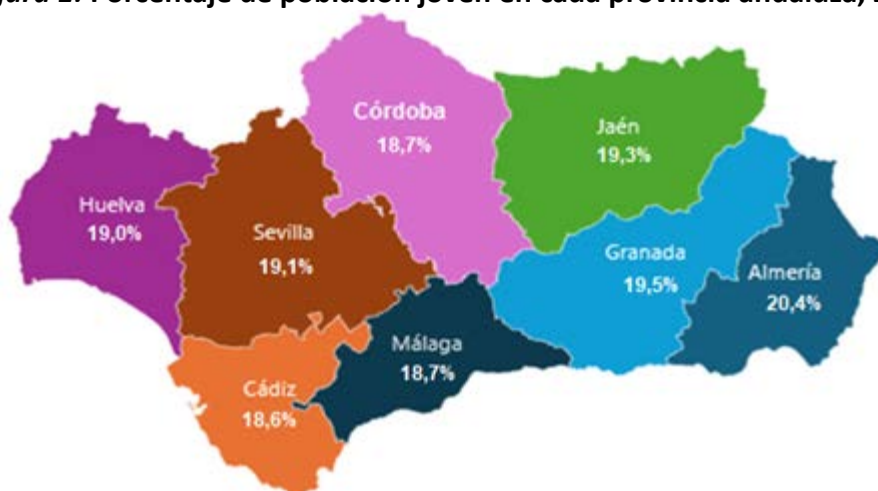 Porcentaje de población joven en cada provincia andaluza,
Córdoba
18,7%
Jaén
19,3%
Huelva
19,0%
Sevilla
19,1%
Granada
19,5%
Almería
20,4%
Málaga
18,7%
Cádiz
18,6%